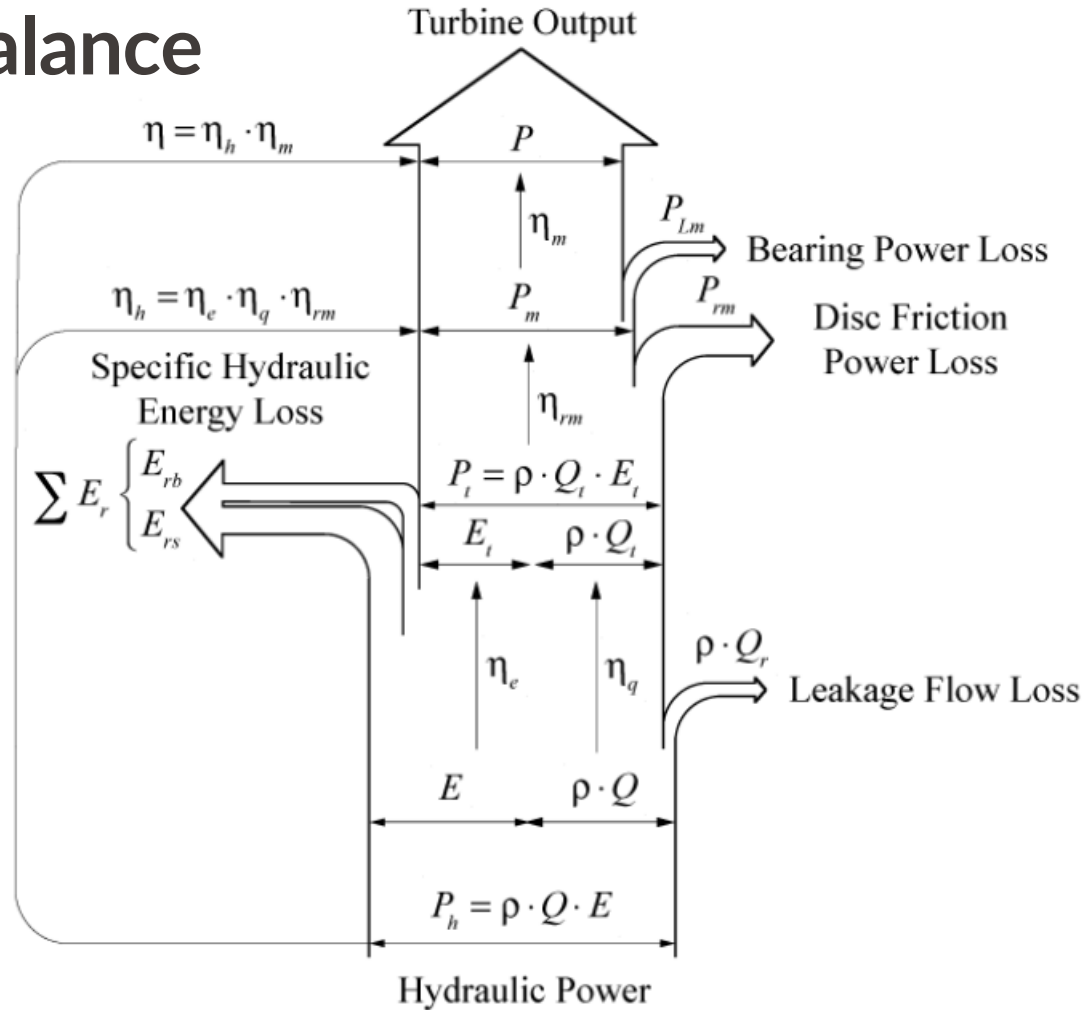 alance
Turbine Output
η = η_h · η_m
P
η_m
P_Lm
Bearing Power Loss
η_h = η_e · η_q · η_rm
P_m
P_rm
Disc Friction
Power Loss
Specific Hydraulic
Energy Loss
η_rm
∑ E_r { E_rb
E_rs
P_t = ρ · Q_t · E_t
E_t
ρ · Q_t
η_e
η_q
ρ · Q_r
Leakage Flow Loss
E
ρ · Q
P_h = ρ · Q · E
Hydraulic Power